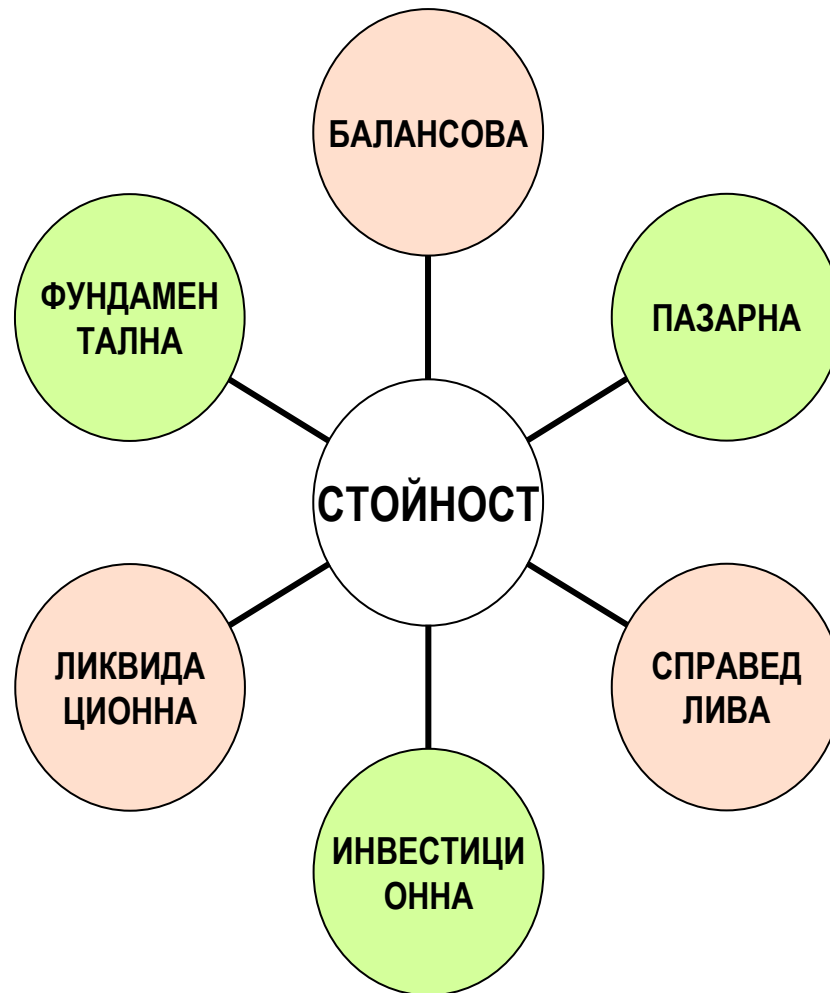 БАЛАНСОВА
ФУНДАМЕН
ТАЛНА
ПАЗАРНА
СТОЙНОСТ
ЛИКВИДА
ЦИОННА
СПРАВЕД
ЛИВА
ИНВЕСТИЦИ
ОННА